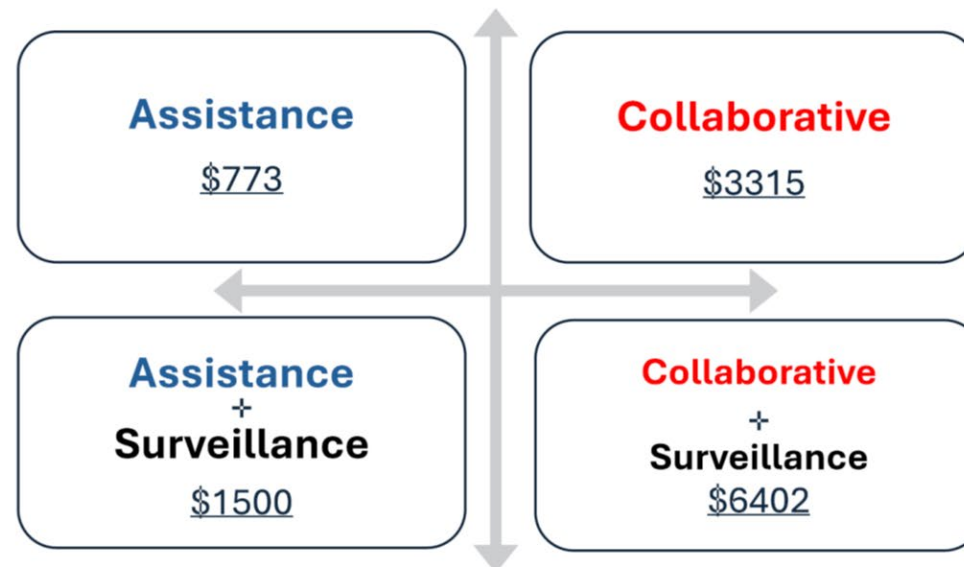 Assistance
$773
Collaborative
$3315
Assistance
+
Surveillance
$1500
Collaborative
+
Surveillance
$6402